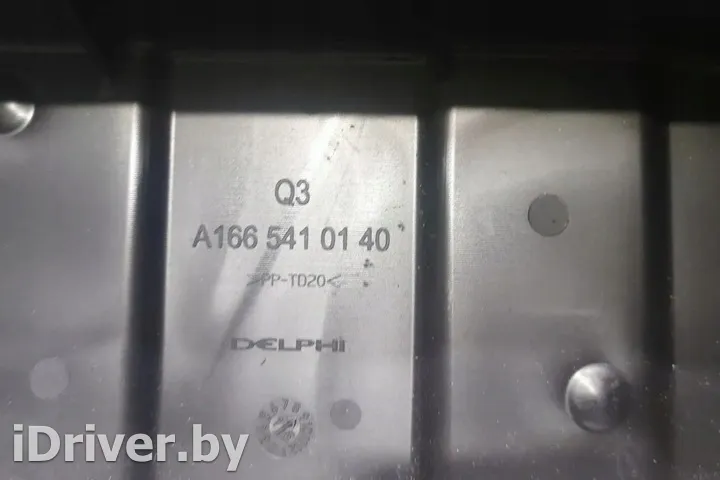 Q3
A166 541 01 40
>PP-TD20<
DELPHI
iDriver.by